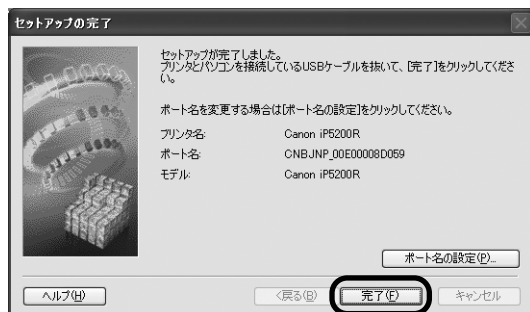 セットアップの完了
セットアップが完了しました。
プリンタとパソコンを接続しているUSBケーブルを抜いて、[完了]をクリックしてくださ
い。
ポート名を変更する場合は[ポート名の設定]をクリックしてください。
プリンタ名: Canon iP5200R
ポート名: CNBJNP_00E00008D059
モデル: Canon iP5200R
ポート名の設定(P)...
ヘルプ(H) <戻る(B) 完了(F) キャンセル